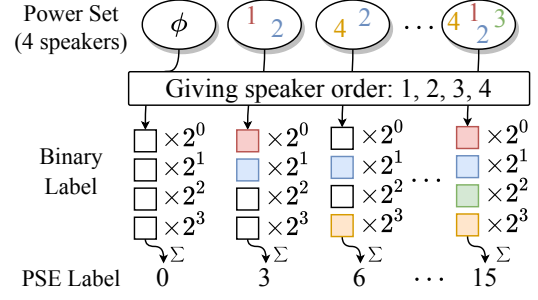 Power Set
(4 speakers)
ϕ 1 2 4 2 ... 4 1 2 3
Giving speaker order: 1, 2, 3, 4
Binary
Label
×2⁰ ×2⁰ ×2⁰ ×2⁰
×2¹ ×2¹ ×2¹ ×2¹
×2² ×2² ×2² ... ×2²
×2³ ×2³ ×2³ ×2³
Σ Σ Σ Σ
PSE Label 0 3 6 ... 15